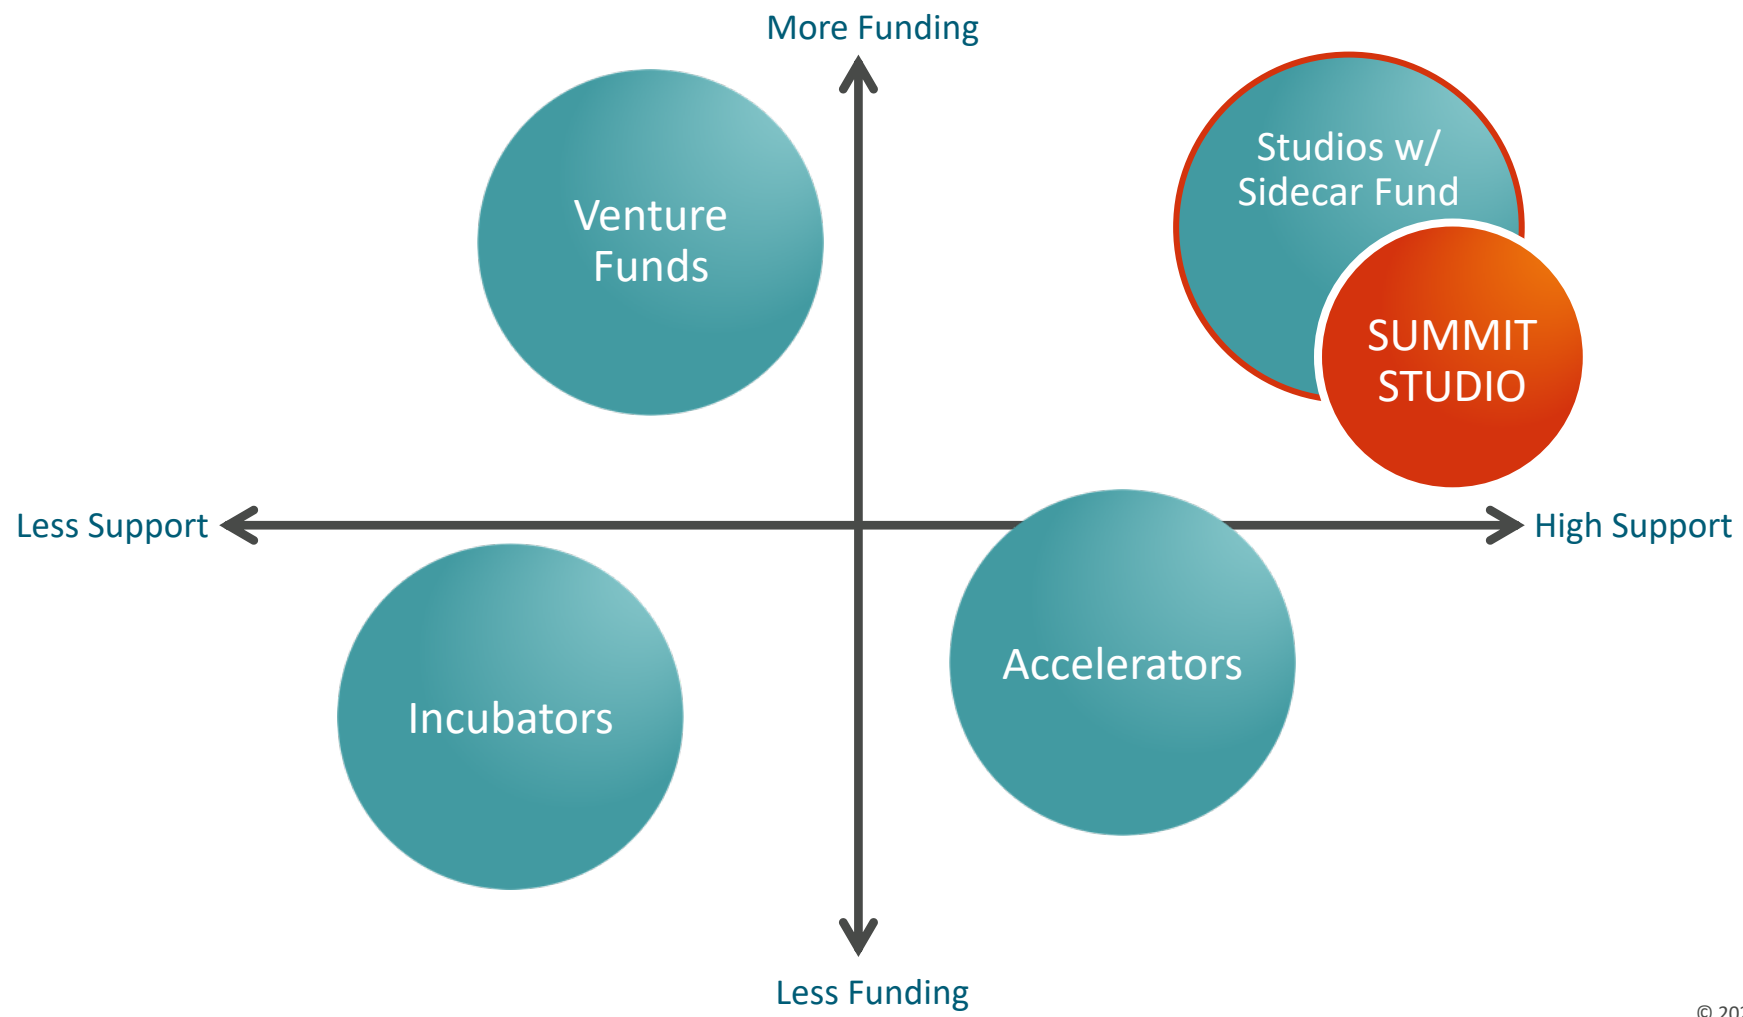 More Funding
Studios w/
Sidecar Fund
Venture
Funds
SUMMIT
STUDIO
Less Support
High Support
Accelerators
Incubators
Less Funding
©